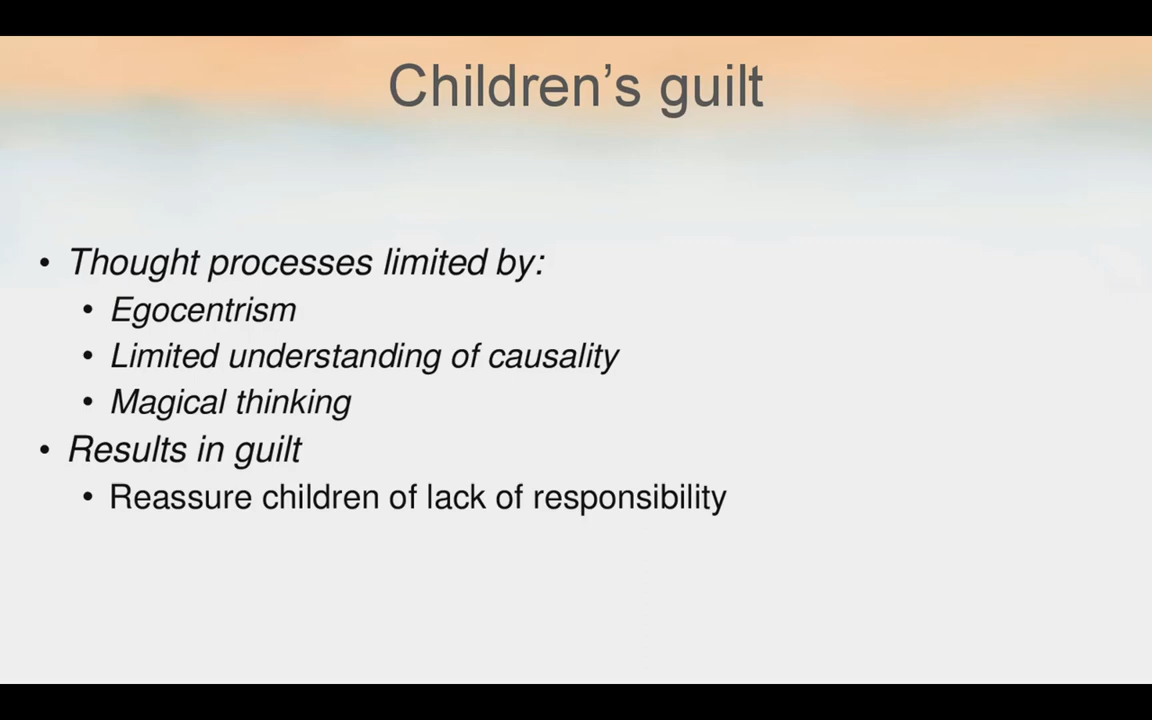 Children’s guilt
• Thought processes limited by:
• Egocentrism
• Limited understanding of causality
• Magical thinking
• Results in guilt
• Reassure children of lack of responsibility